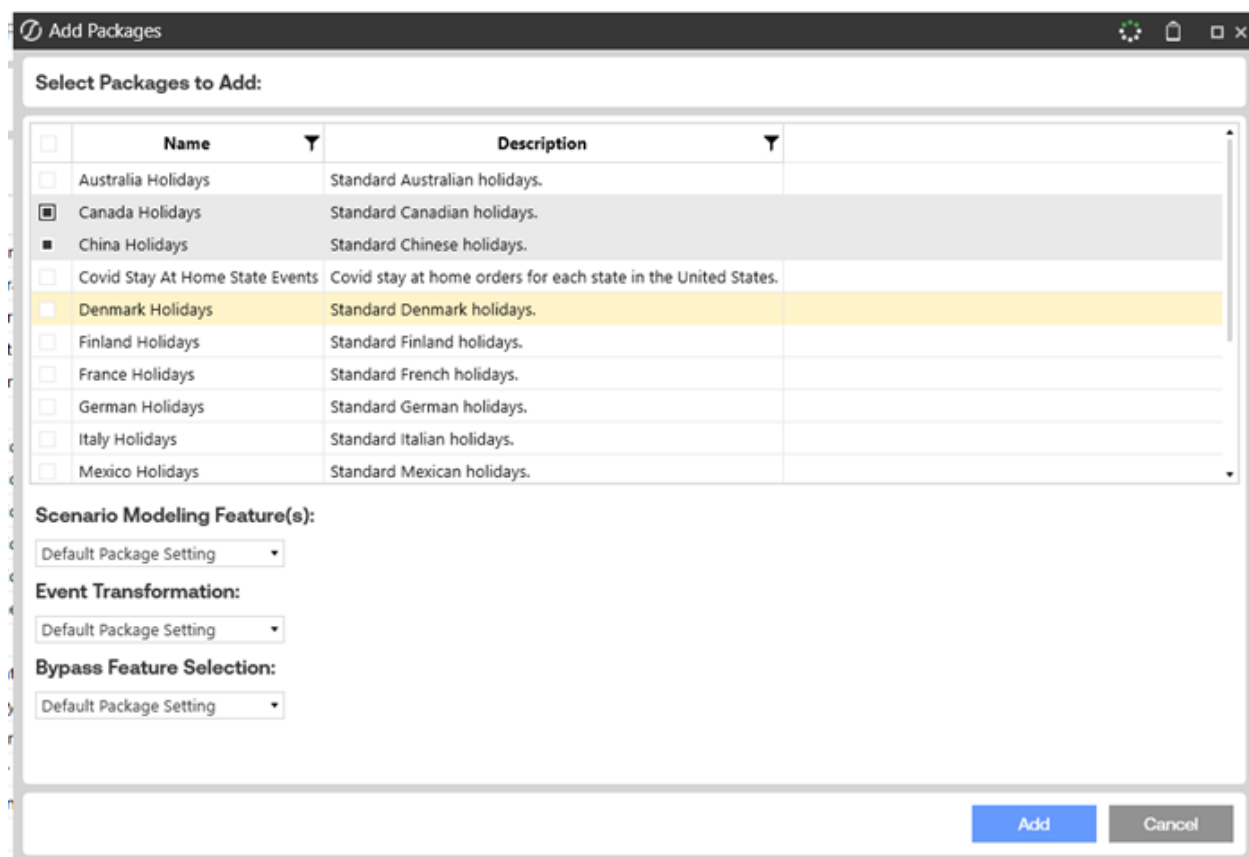 Add Packages
Select Packages to Add:
Name Description
Australia Holidays Standard Australian holidays.
Canada Holidays Standard Canadian holidays.
China Holidays Standard Chinese holidays.
Covid Stay At Home State Events Covid stay at home orders for each state in the United States.
Denmark Holidays Standard Denmark holidays.
Finland Holidays Standard Finland holidays.
France Holidays Standard French holidays.
German Holidays Standard German holidays.
Italy Holidays Standard Italian holidays.
Mexico Holidays Standard Mexican holidays.
Scenario Modeling Feature(s):
Default Package Setting
Event Transformation:
Default Package Setting
Bypass Feature Selection:
Default Package Setting
Add Cancel